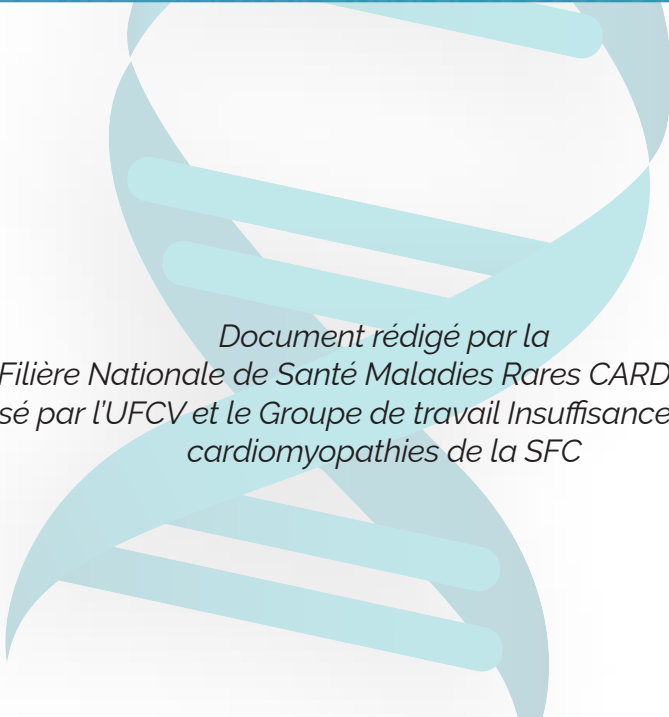 Document rédigé par la
Filière Nationale de Santé Maladies Rares CARD
sé par l’UFCV et le Groupe de travail Insuffisance
cardiomyopathies de la SFC